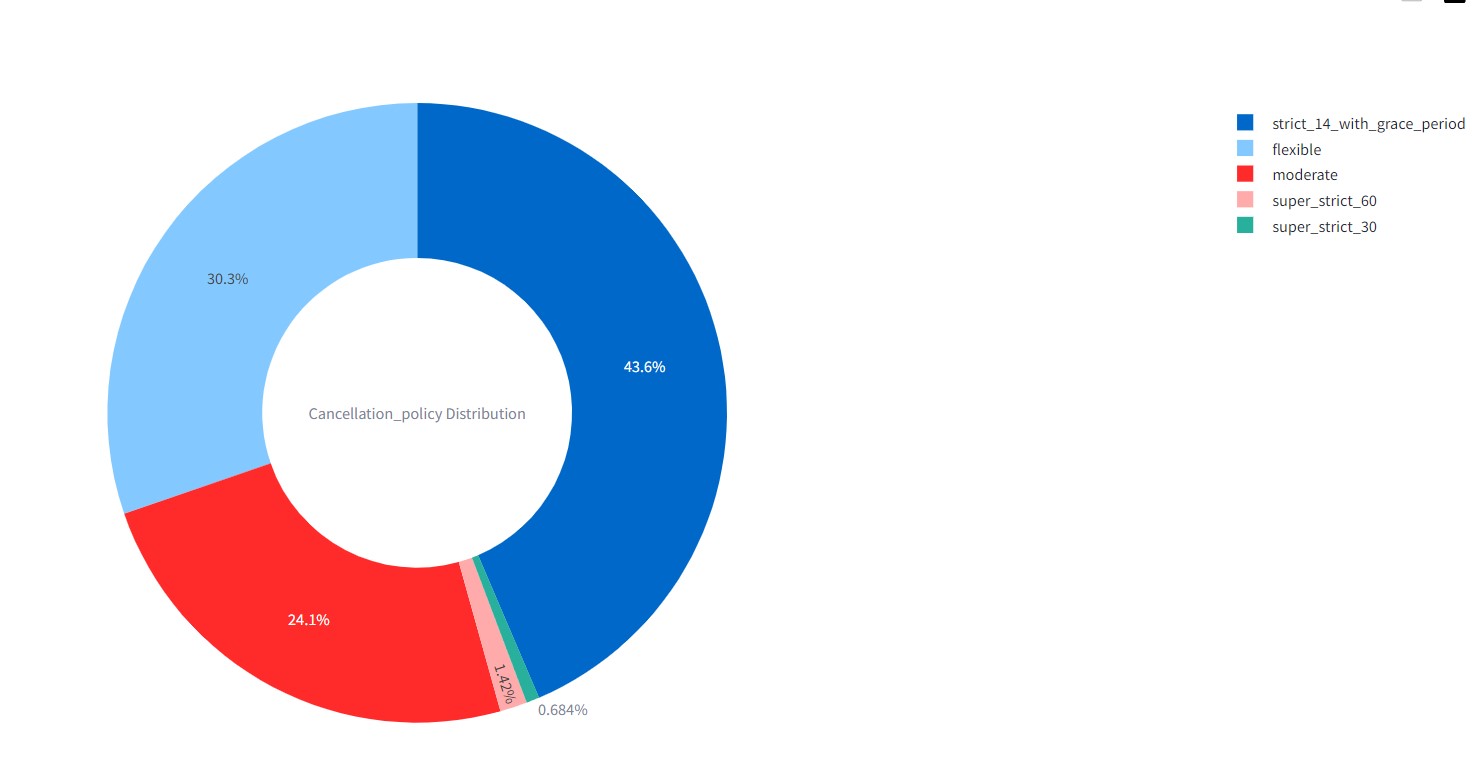 strict_14_with_grace_period
flexible
moderate
super_strict_60
super_strict_30
30.3%
43.6%
Cancellation_policy Distribution
24.1%
1.42%
0.684%